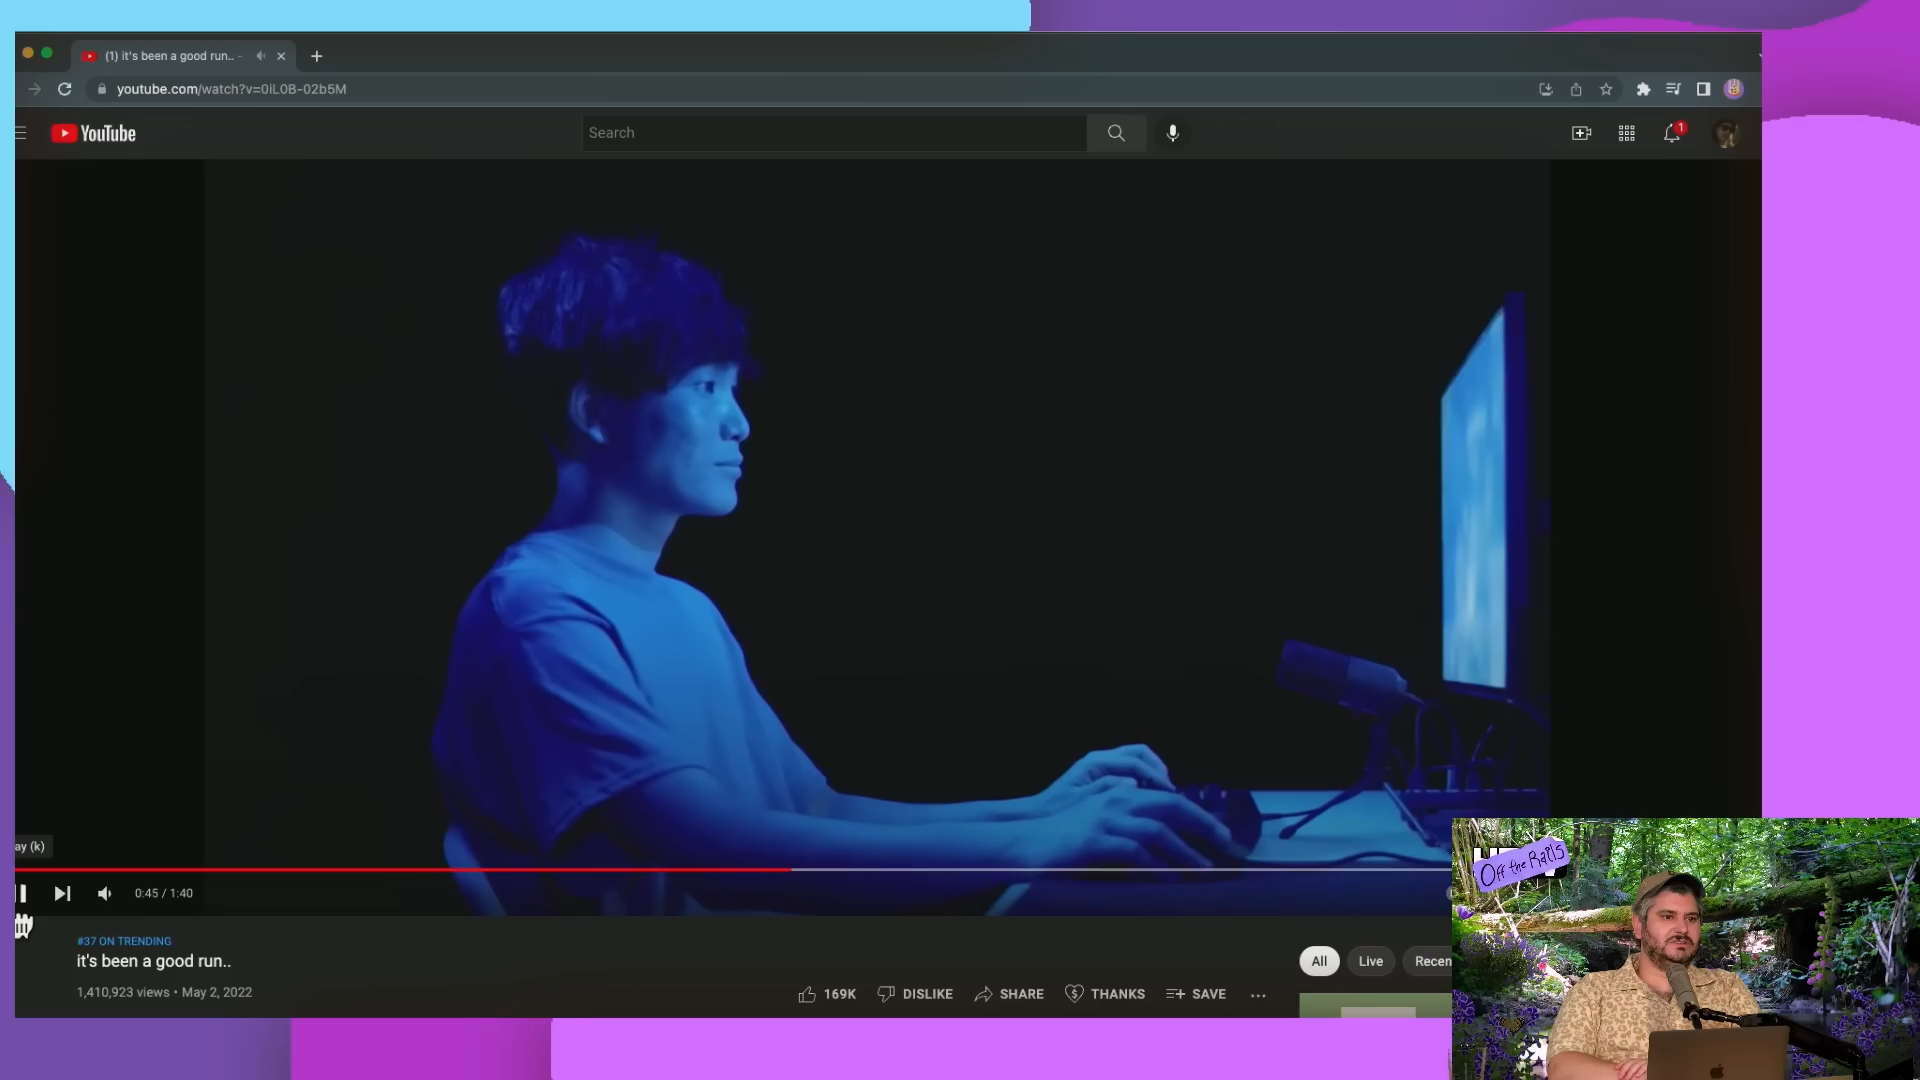 (1) it's been a good run.. -
youtube.com/watch?v=0iL0B-02b5M
YouTube
Search
1
ay (k)
0:45 / 1:40
#37 ON TRENDING
it's been a good run..
1,410,923 views • May 2, 2022
169K
DISLIKE
SHARE
THANKS
SAVE
All
Live
Recen
Off the Rails